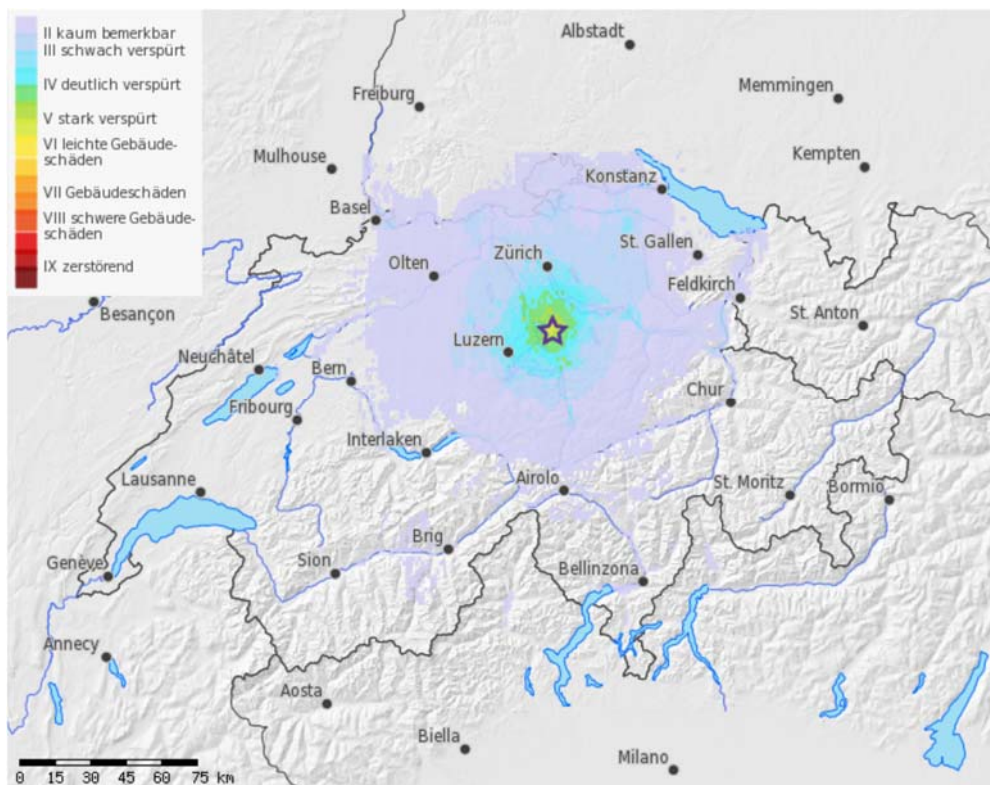 II kaum bemerkbar
III schwach verspürt
IV deutlich verspürt
V stark verspürt
VI leichte Gebäude-
schäden
VII Gebäudeschäden
VIII schwere Gebäude-
schäden
IX zerstörend
Albstadt
Memmingen
Freiburg
Mulhouse
Kempten
Konstanz
Basel
St. Gallen
Zürich
Olten
Feldkirch
Besançon
St. Anton
Luzern
Neuchâtel
Bern
Chur
Fribourg
Interlaken
Lausanne
Airolo
St. Moritz
Bormio
Brig
Genève
Sion
Bellinzona
Annecy
Aosta
Biella
Milano
0 15 30 45 60 75 km